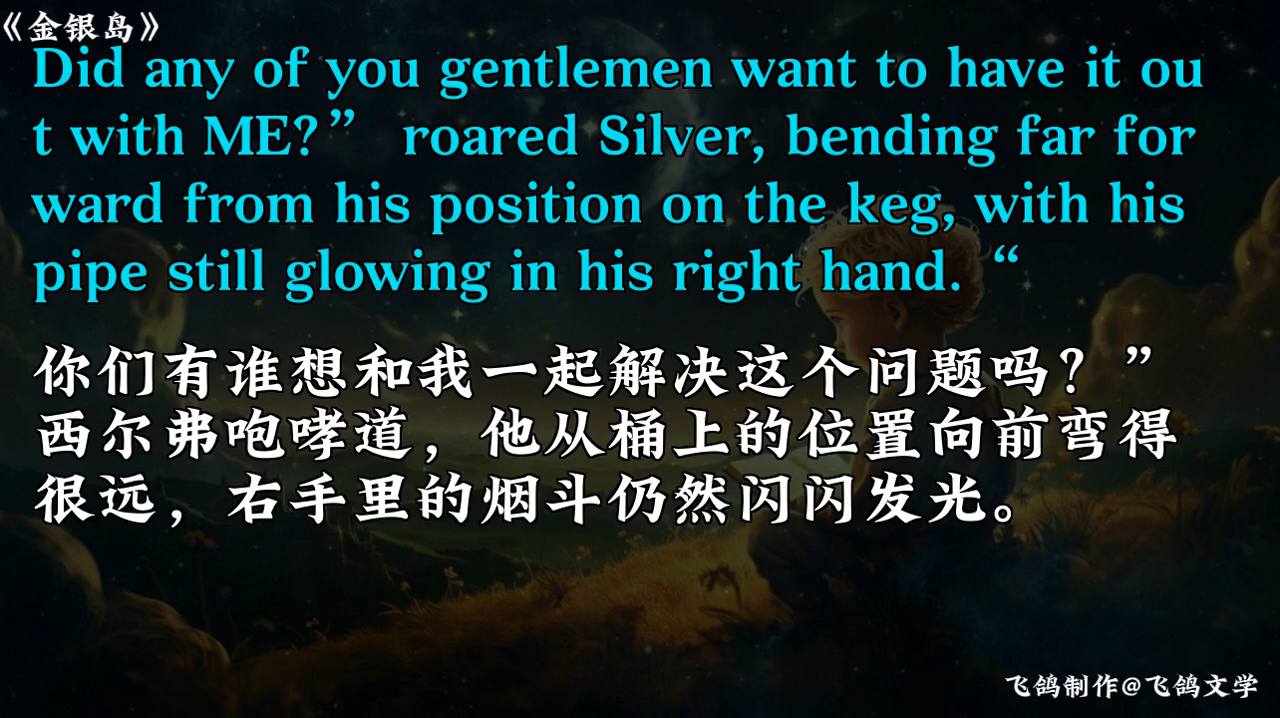 《金银岛》
Did any of you gentlemen want to have it ou
t with ME?” roared Silver, bending far for
ward from his position on the keg, with his
pipe still glowing in his right hand. “
你们有谁想和我一起解决这个问题吗？”
西尔弗咆哮道，他从桶上的位置向前弯得
很远，右手里的烟斗仍然闪闪发光。
飞鸽制作@飞鸽文学